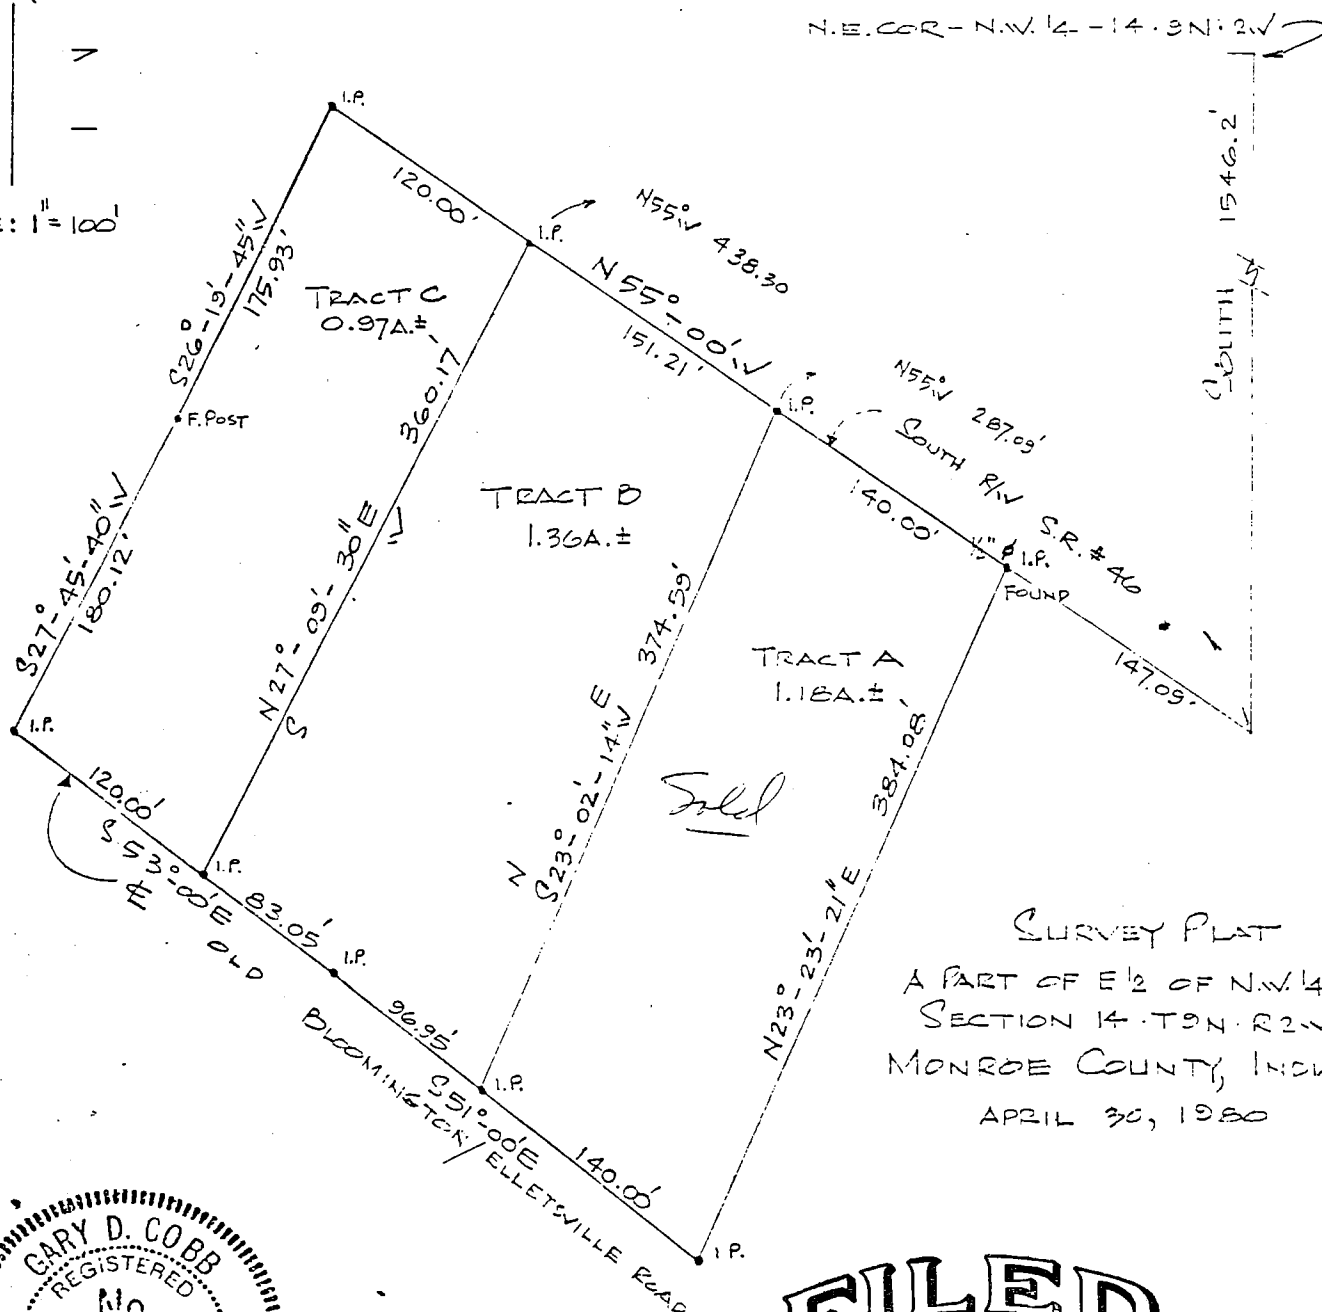 N.E. COR - N.W. 1/4 - 14 · 9N · 2W
SOUTH 1546.2'
: 1" = 100'
I.P.
120.00'
I.P.
N55°W 438.30
N 55°-00' W
151.21'
I.P.
N55°W 287.09'
SOUTH R/W S.R. # 46
140.00'
1/2" ø I.P.
FOUND
147.09'
S26°-19'-45" W
175.93'
F. POST
S27°-45'-40" W
180.12'
I.P.
TRACT C
0.97A.±
360.17
N 27°-09'-30" E
S W
TRACT B
1.36A.±
374.59'
N E
S23°-02'-14" W
TRACT A
1.18A.±
Sold
384.08
N23°-23'-21" E
120.00'
S 53°-00' E
I.P.
83.05'
I.P.
96.95'
I.P.
S 51°-00' E
140.00'
I.P.
OLD BLOOMINGTON / ELLETSVILLE ROAD
SURVEY PLAT
A PART OF E 1/2 OF N.W. 1/4
SECTION 14 · T9N · R2W
MONROE COUNTY,
APRIL 30, 1980
GARY D. COBB
REGISTERED
No.
FILED